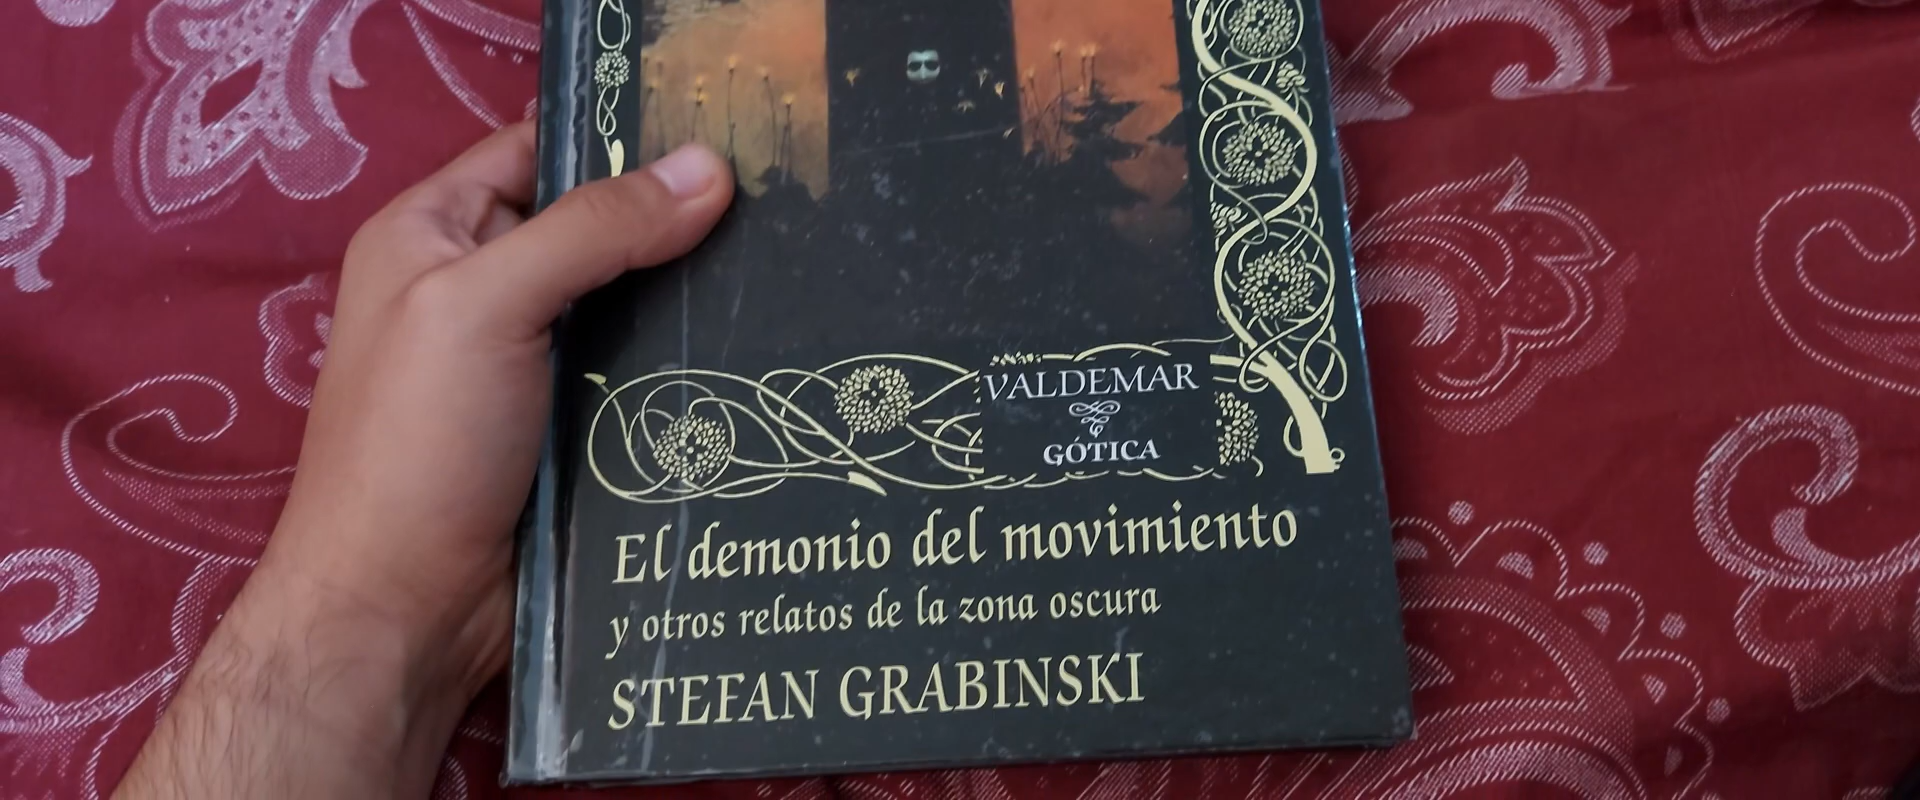 VALDEMAR
GÓTICA
El demonio del movimiento
y otros relatos de la zona oscura
STEFAN GRABINSKI